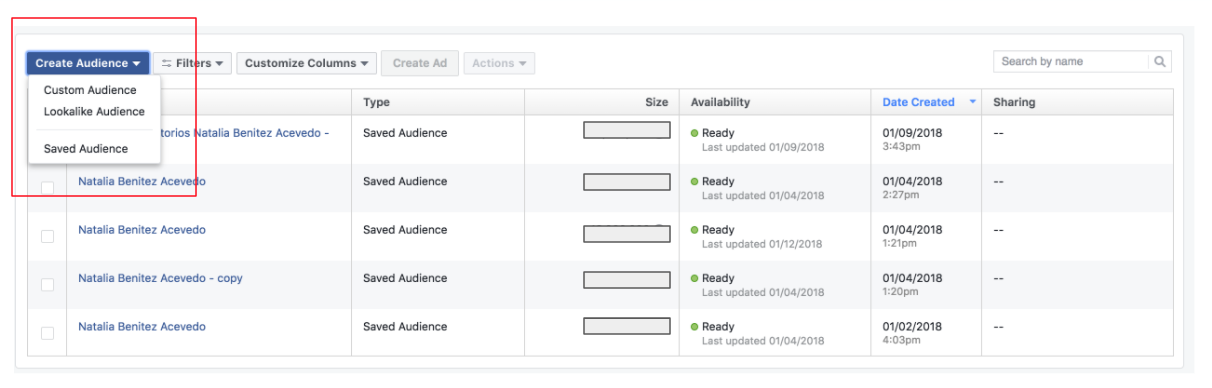 Create Audience Filters Customize Columns Create Ad Actions Search by name
Custom Audience
Lookalike Audience
Saved Audience
Type Size Availability Date Created Sharing
Natalia Benitez Acevedo - Saved Audience Ready 01/09/2018 --
Last updated 01/09/2018 3:43pm
Natalia Benitez Acevedo Saved Audience Ready 01/04/2018 --
Last updated 01/04/2018 2:27pm
Natalia Benitez Acevedo Saved Audience Ready 01/04/2018 --
Last updated 01/12/2018 1:21pm
Natalia Benitez Acevedo - copy Saved Audience Ready 01/04/2018 --
Last updated 01/04/2018 1:20pm
Natalia Benitez Acevedo Saved Audience Ready 01/02/2018 --
Last updated 01/04/2018 4:03pm